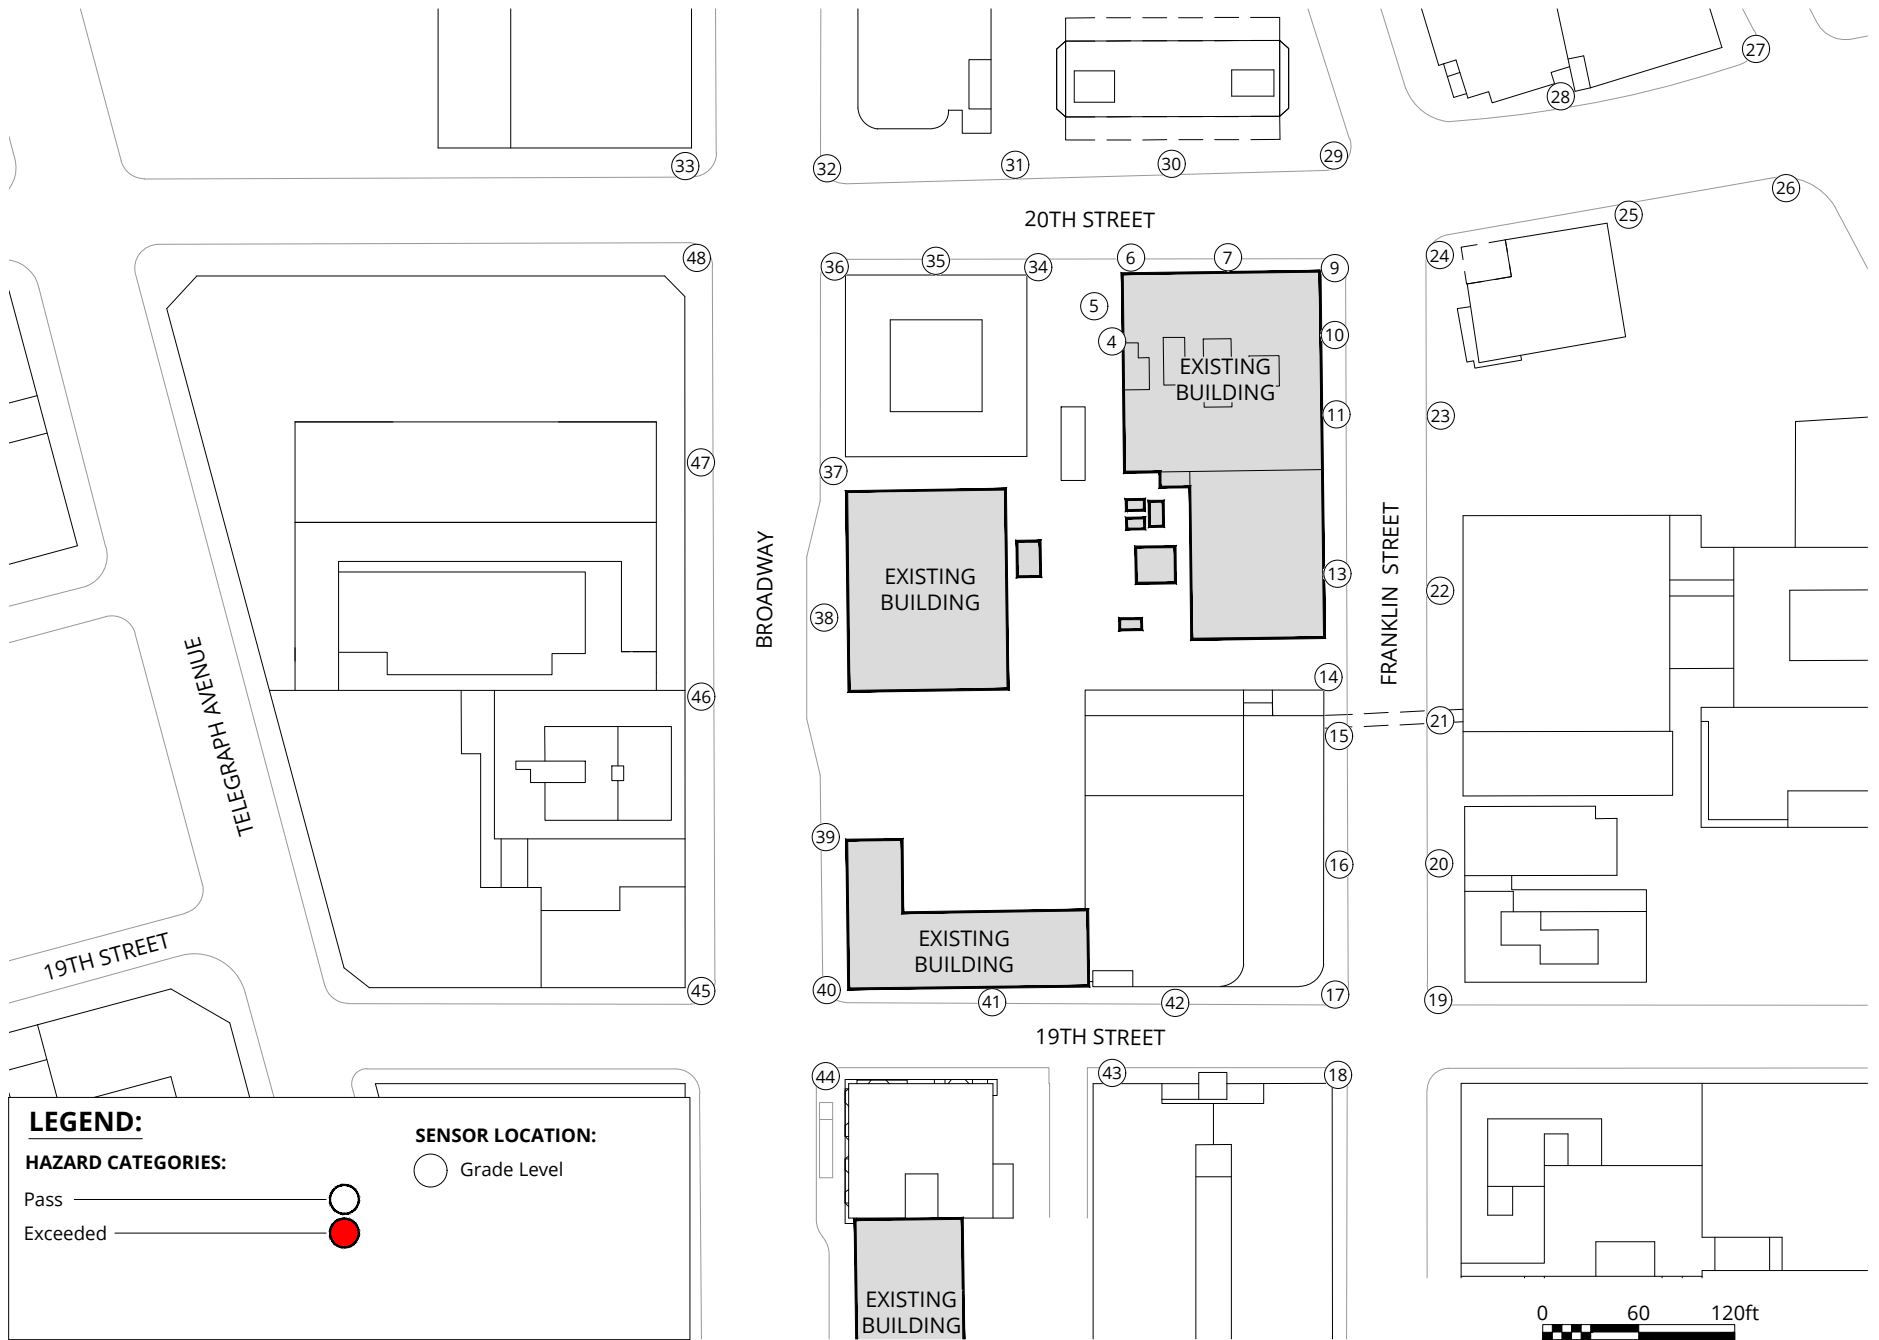 27
28
33
32
31
30
29
26
25
20TH STREET
48
36
35
34
6
7
9
24
5
4
10
EXISTING
BUILDING
11
23
47
37
BROADWAY
FRANKLIN STREET
EXISTING
BUILDING
13
22
38
TELEGRAPH AVENUE
46
14
21
15
39
16
20
19TH STREET
EXISTING
BUILDING
45
40
41
42
17
19
19TH STREET
44
43
18
LEGEND:
HAZARD CATEGORIES:
Pass
Exceeded
SENSOR LOCATION:
Grade Level
EXISTING
BUILDING
0 60 120ft